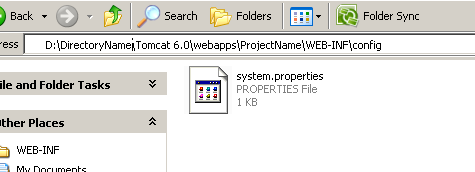 Back
Search
Folders
Folder Sync
ress
D:\DirectoryName\Tomcat 6.0\webapps\ProjectName\WEB-INF\config
ile and Folder Tasks
system.properties
PROPERTIES File
1 KB
Other Places
WEB-INF
My Documents